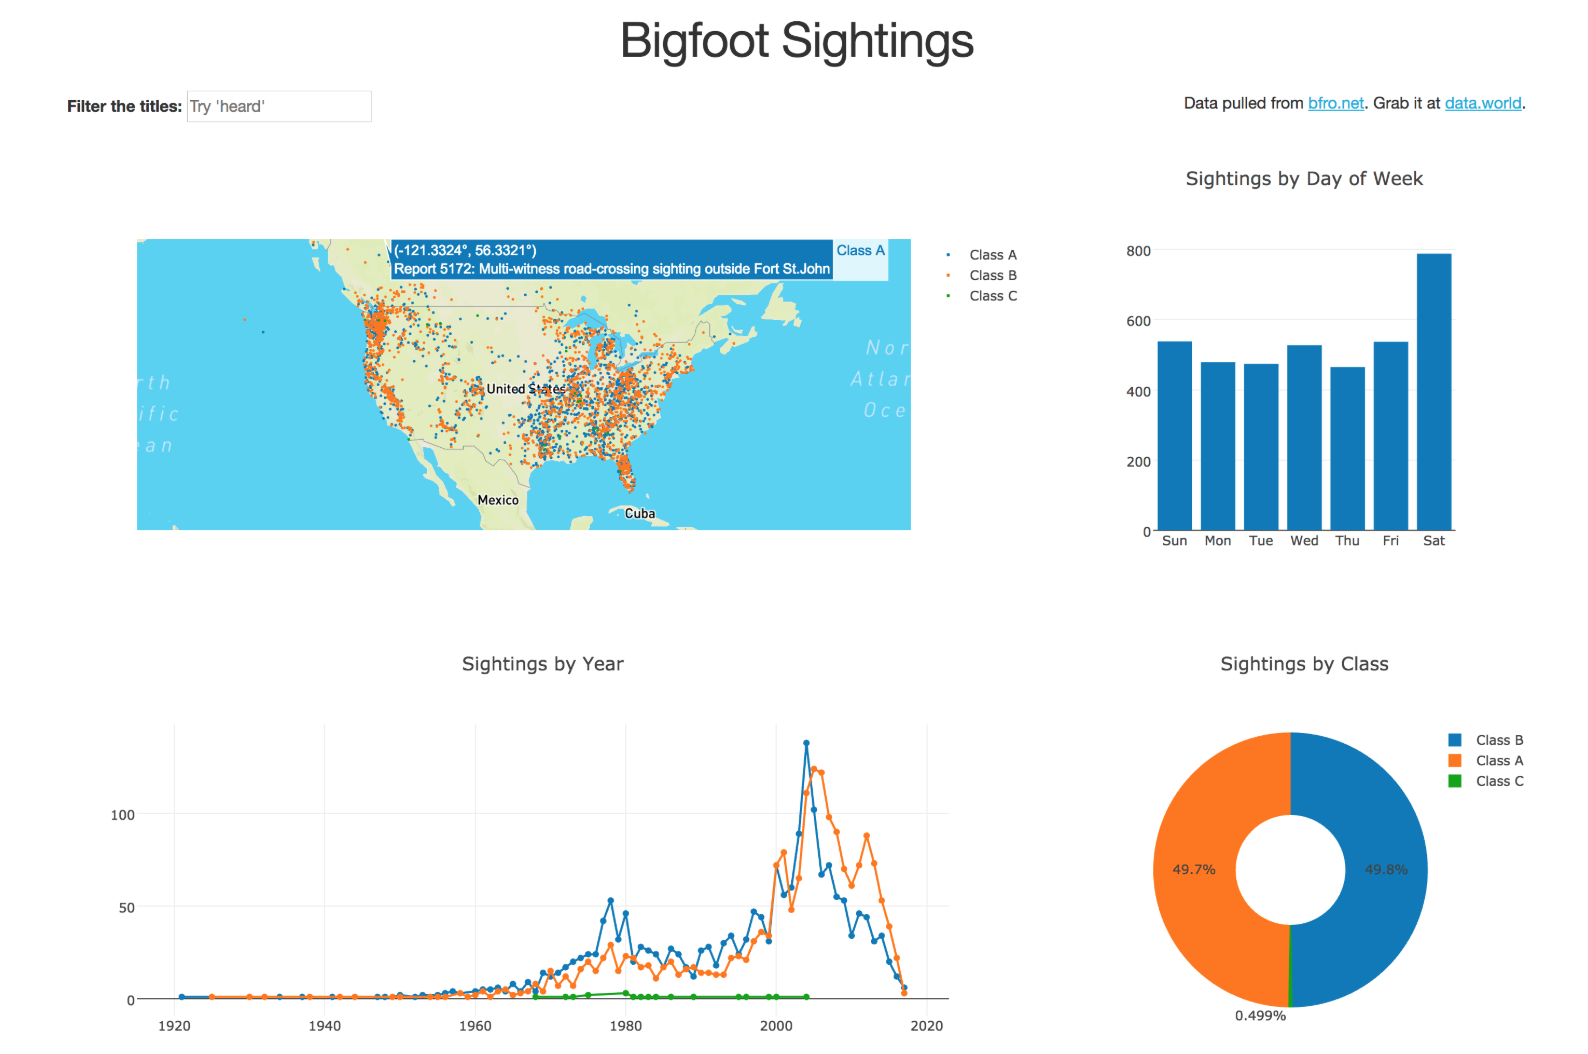 Bigfoot Sightings
Filter the titles: Try 'heard'
Data pulled from bfro.net. Grab it at data.world.
(-121.3324°, 56.3321°)
Report 5172: Multi-witness road-crossing sighting outside Fort St.John
Class A
United States
Mexico
Cuba
rth
ific
ean
Nor
Atlar
Oce
Class A
Class B
Class C
Sightings by Day of Week
800
600
400
200
0
Sun Mon Tue Wed Thu Fri Sat
Sightings by Year
100
50
0
1920 1940 1960 1980 2000 2020
Sightings by Class
Class B
Class A
Class C
49.7% 49.8%
0.499%